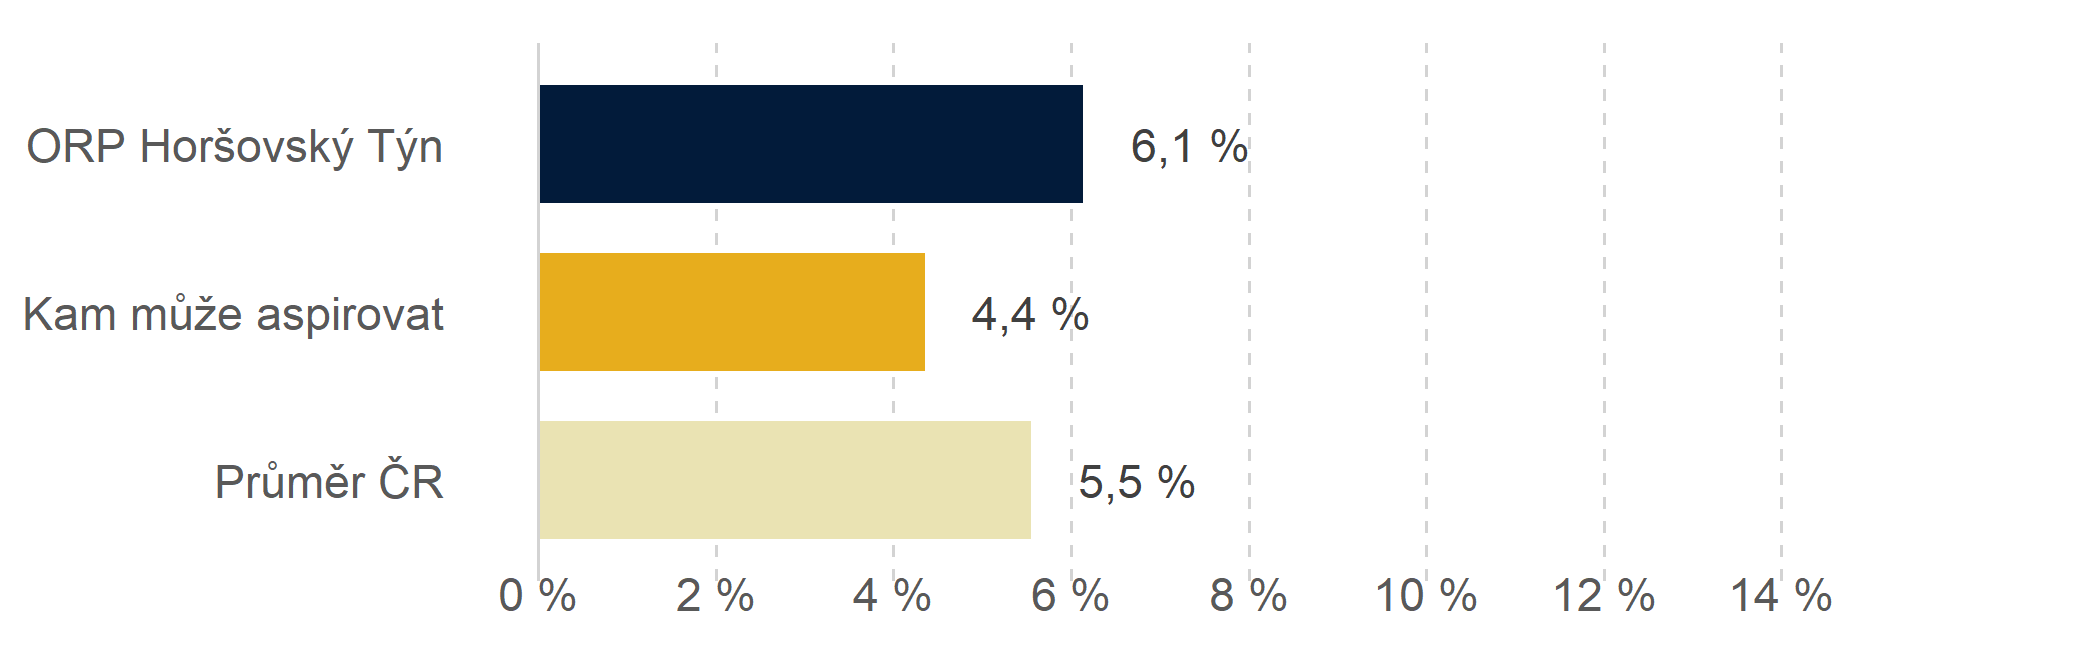 ORP Horšovský Týn
6,1 %
Kam může aspirovat
4,4 %
Průměr ČR
5,5 %
0 % 2 % 4 % 6 % 8 % 10 % 12 % 14 %